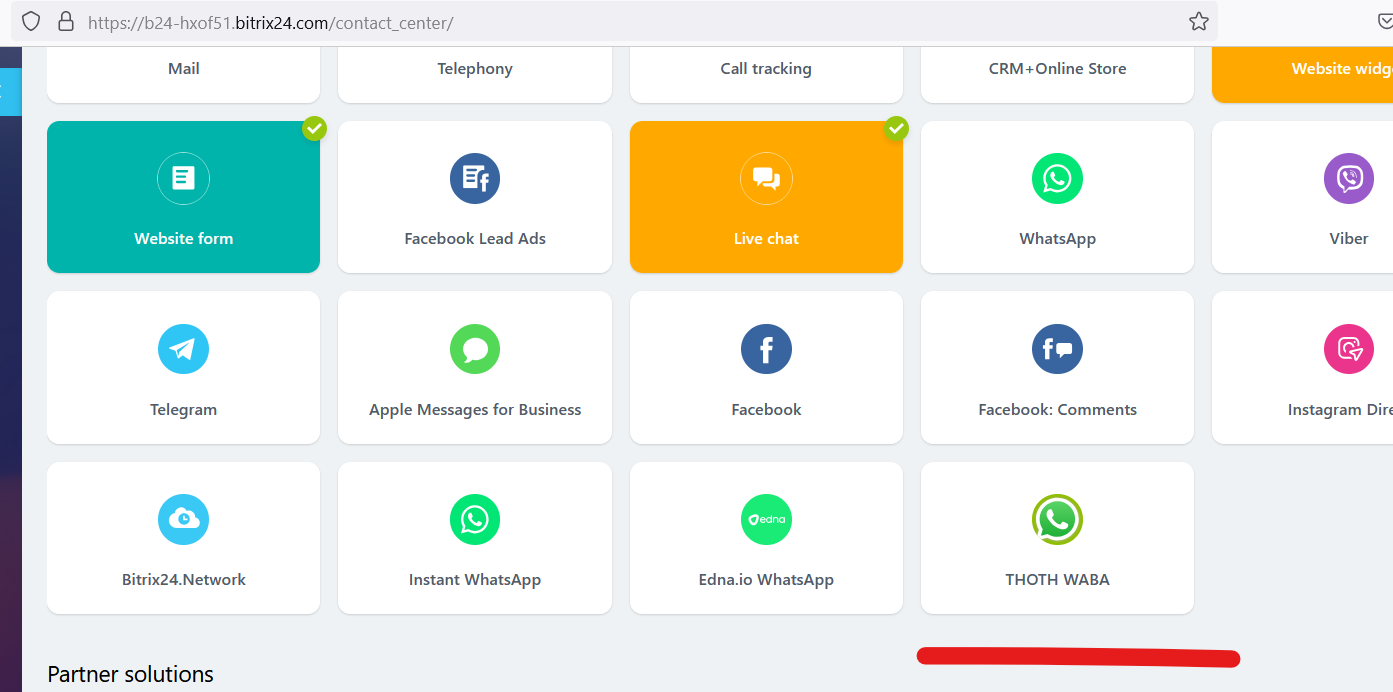 https://b24-hxof51.bitrix24.com/contact_center/
Mail
Telephony
Call tracking
CRM+Online Store
Website widg
Website form
Facebook Lead Ads
Live chat
WhatsApp
Viber
Telegram
Apple Messages for Business
Facebook
Facebook: Comments
Instagram Dire
edna
Bitrix24.Network
Instant WhatsApp
Edna.io WhatsApp
THOTH WABA
Partner solutions